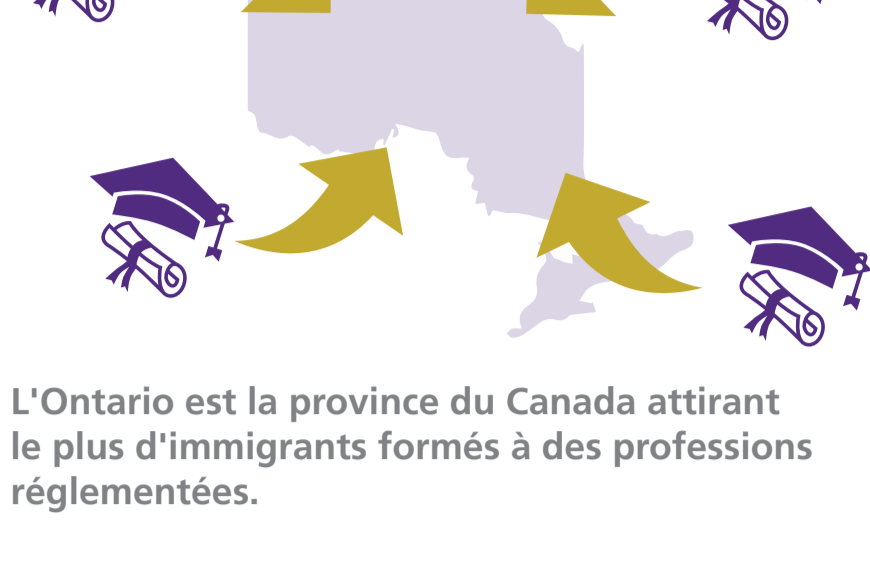 L'Ontario est la province du Canada attirant
le plus d'immigrants formés à des professions
réglementées.